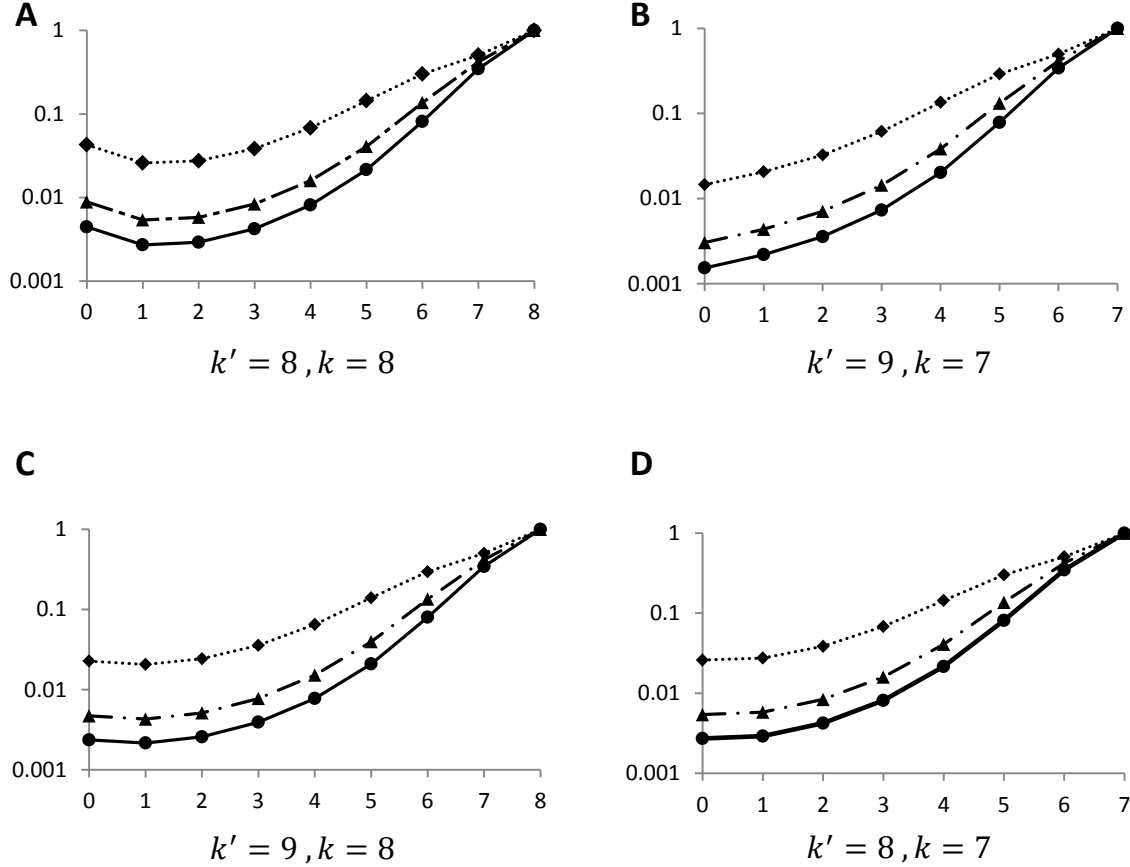 A
1
0.1
0.01
0.001
0 1 2 3 4 5 6 7 8
k′ = 8 , k = 8
B
1
0.1
0.01
0.001
0 1 2 3 4 5 6 7
k′ = 9 , k = 7
C
1
0.1
0.01
0.001
0 1 2 3 4 5 6 7 8
k′ = 9 , k = 8
D
1
0.1
0.01
0.001
0 1 2 3 4 5 6 7
k′ = 8 , k = 7